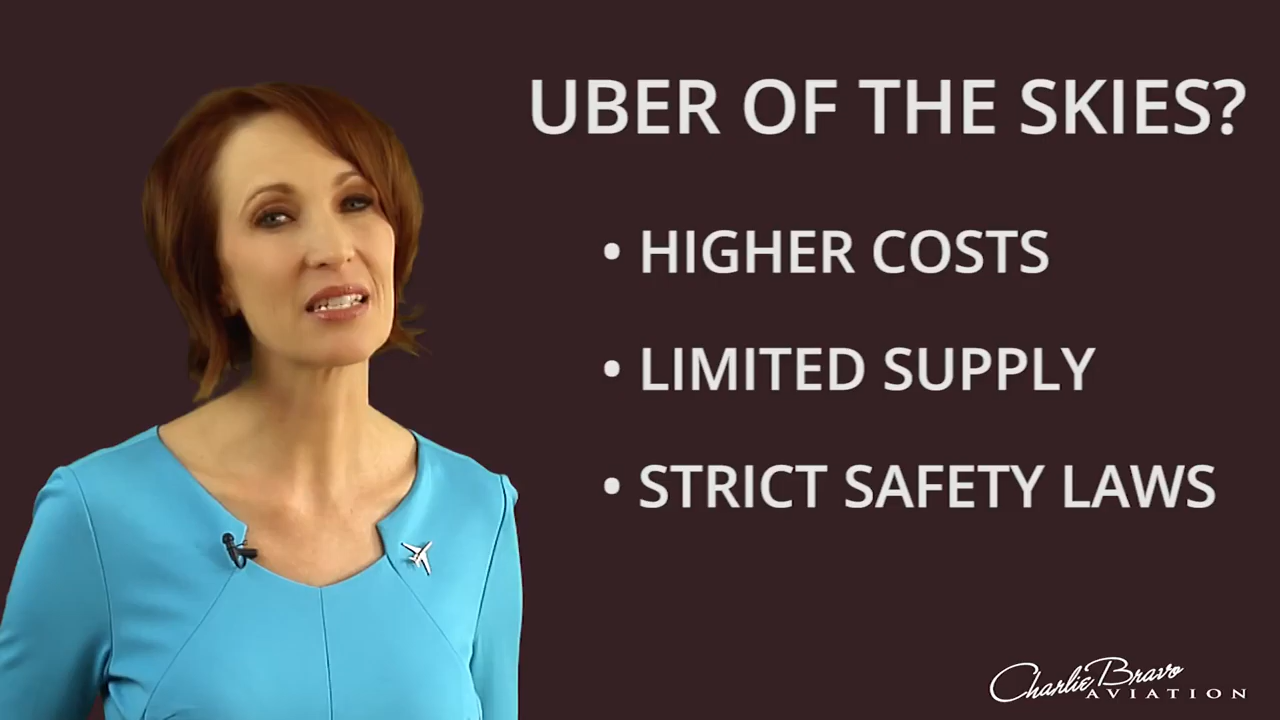 UBER OF THE SKIES?
• HIGHER COSTS
• LIMITED SUPPLY
• STRICT SAFETY LAWS
Charlie Bravo
AVIATION